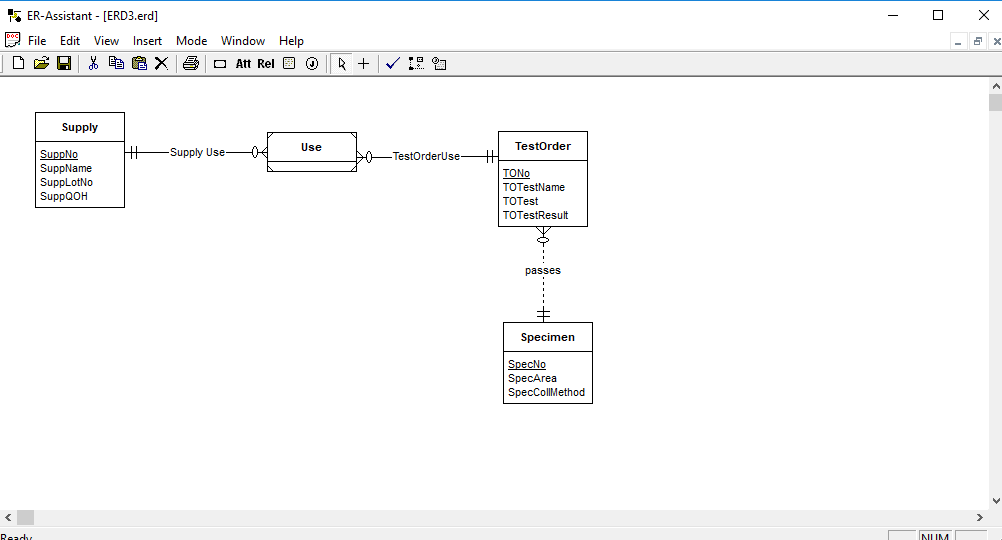 ER-Assistant - [ERD3.erd]
File Edit View Insert Mode Window Help
Att Rel
Supply
SuppNo
SuppName
SuppLotNo
SuppQOH
Supply Use
Use
TestOrderUse
TestOrder
TONo
TOTestName
TOTest
TOTestResult
passes
Specimen
SpecNo
SpecArea
SpecCollMethod
Ready
NUM